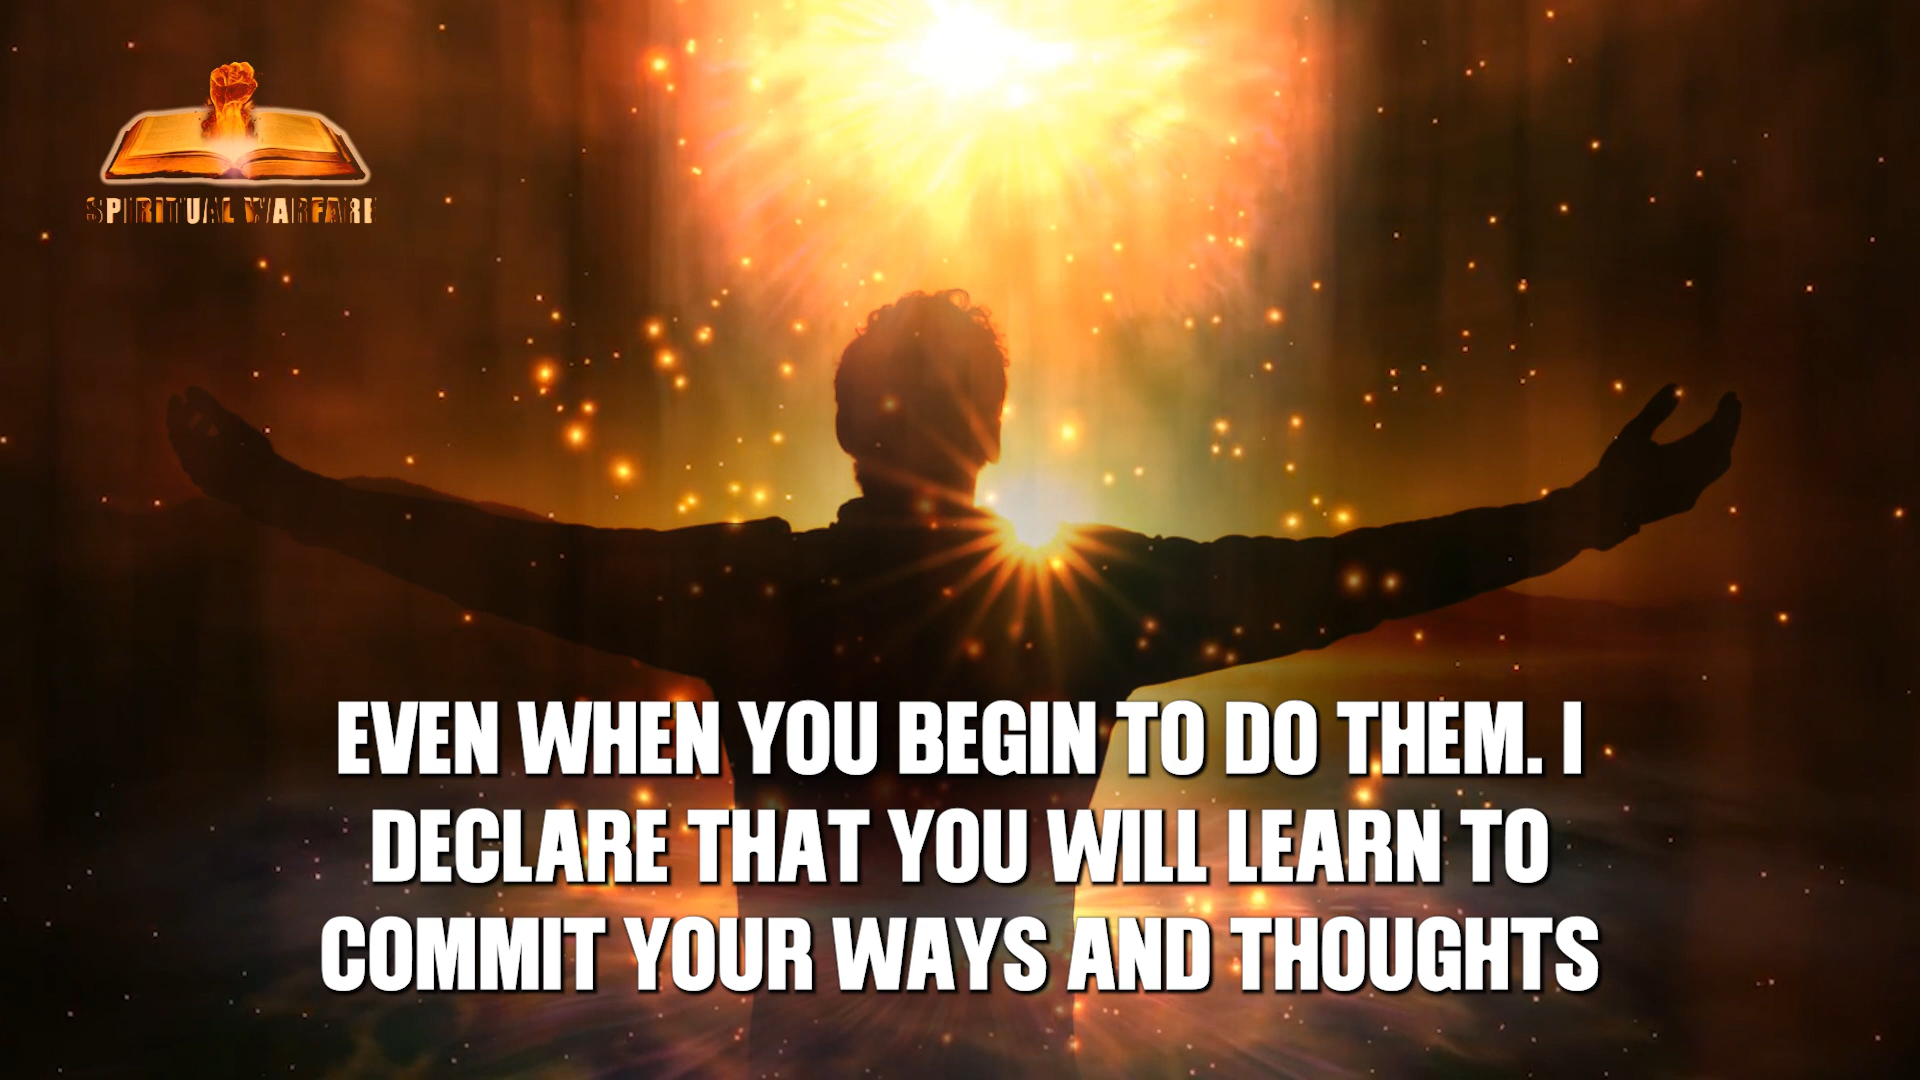 SPIRITUAL WARFARE
EVEN WHEN YOU BEGIN TO DO THEM. I
DECLARE THAT YOU WILL LEARN TO
COMMIT YOUR WAYS AND THOUGHTS